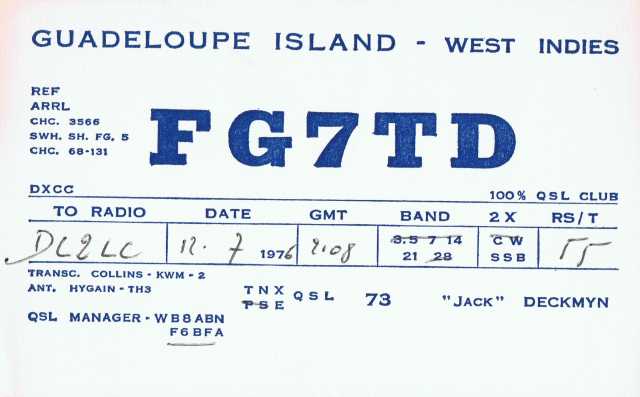 GUADELOUPE ISLAND - WEST INDIES
REF
ARRL
CHC. 3566
SWH. SH. FG. 5
CHC. 68-131
FG7TD
DXCC
100% QSL CLUB
TO RADIO DATE GMT BAND 2 X RS/T
DL2LC 12. 7 1976 2.08 3.5 7 14 CW 55
21 28 SSB
TRANSC. COLLINS - KWM - 2
ANT. HYGAIN - TH3
TNX QSL 73 "JACK" DECKMYN
PSE
QSL MANAGER - WB8ABN
F6BFA